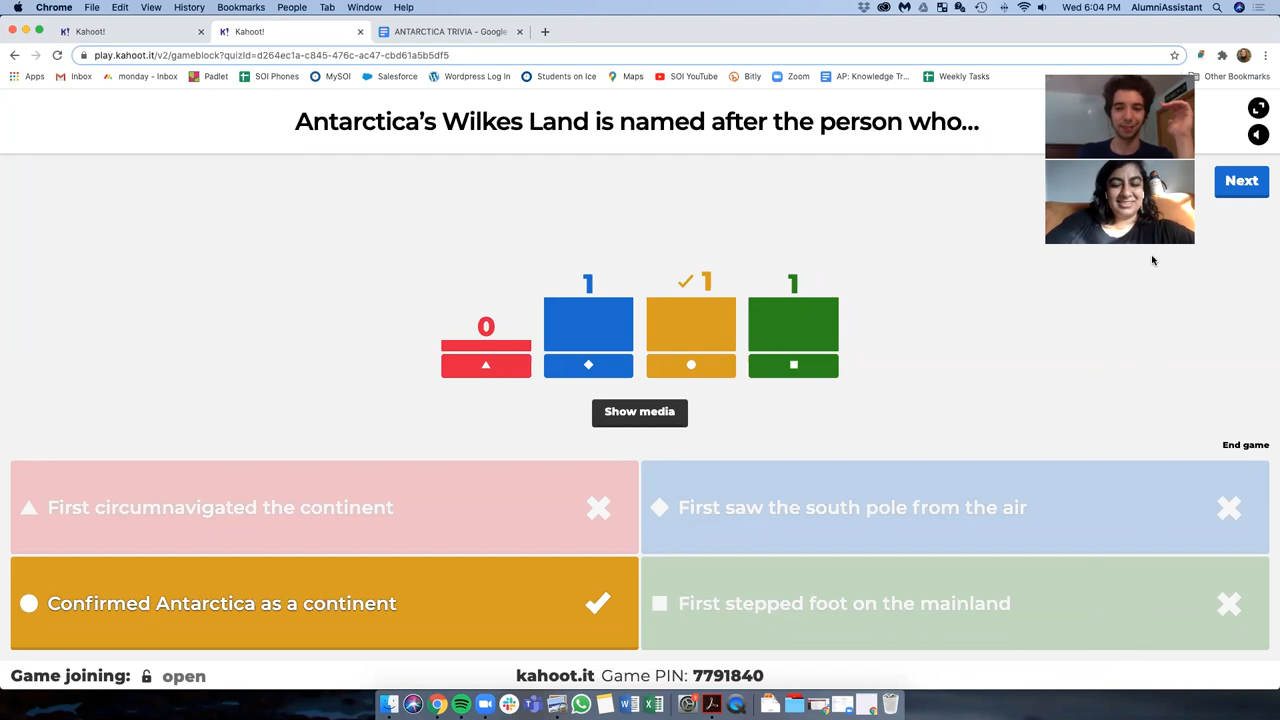 Chrome File Edit View History Bookmarks People Tab Window Help Wed 6:04 PM AlumniAssistant
Kahoot! Kahoot! ANTARCTICA TRIVIA - Google
play.kahoot.it/v2/gameblock?quizId=d264ec1a-c845-476c-ac47-cbd61a5b5df5
Apps Inbox monday - Inbox Padlet SOI Phones MySOI Salesforce Wordpress Log In Students on Ice Maps SOI YouTube Bitly Zoom AP: Knowledge Tr... Weekly Tasks Other Bookmarks
Antarctica's Wilkes Land is named after the person who...
Next
0 1 1 1
Show media
End game
First circumnavigated the continent
First saw the south pole from the air
Confirmed Antarctica as a continent
First stepped foot on the mainland
Game joining: open
kahoot.it Game PIN: 7791840